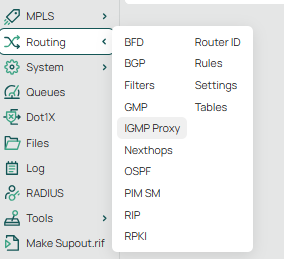 MPLS
Routing
System
Queues
Dot1X
Files
Log
RADIUS
Tools
Make Supout.rif
BFD
BGP
Filters
GMP
IGMP Proxy
Nexthops
OSPF
PIM SM
RIP
RPKI
Router ID
Rules
Settings
Tables